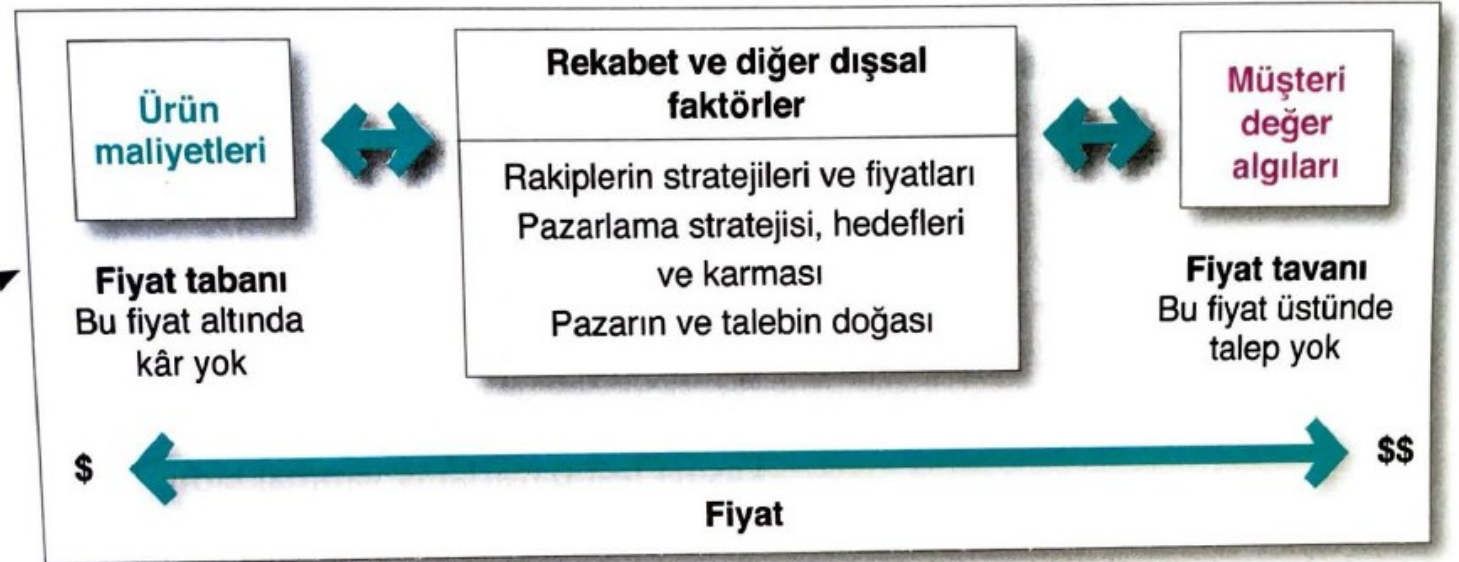 Ürün
maliyetleri
Fiyat tabanı
Bu fiyat altında
kâr yok
Rekabet ve diğer dışsal
faktörler
Rakiplerin stratejileri ve fiyatları
Pazarlama stratejisi, hedefleri
ve karması
Pazarın ve talebin doğası
Müşteri
değer
algıları
Fiyat tavanı
Bu fiyat üstünde
talep yok
$
$$
Fiyat